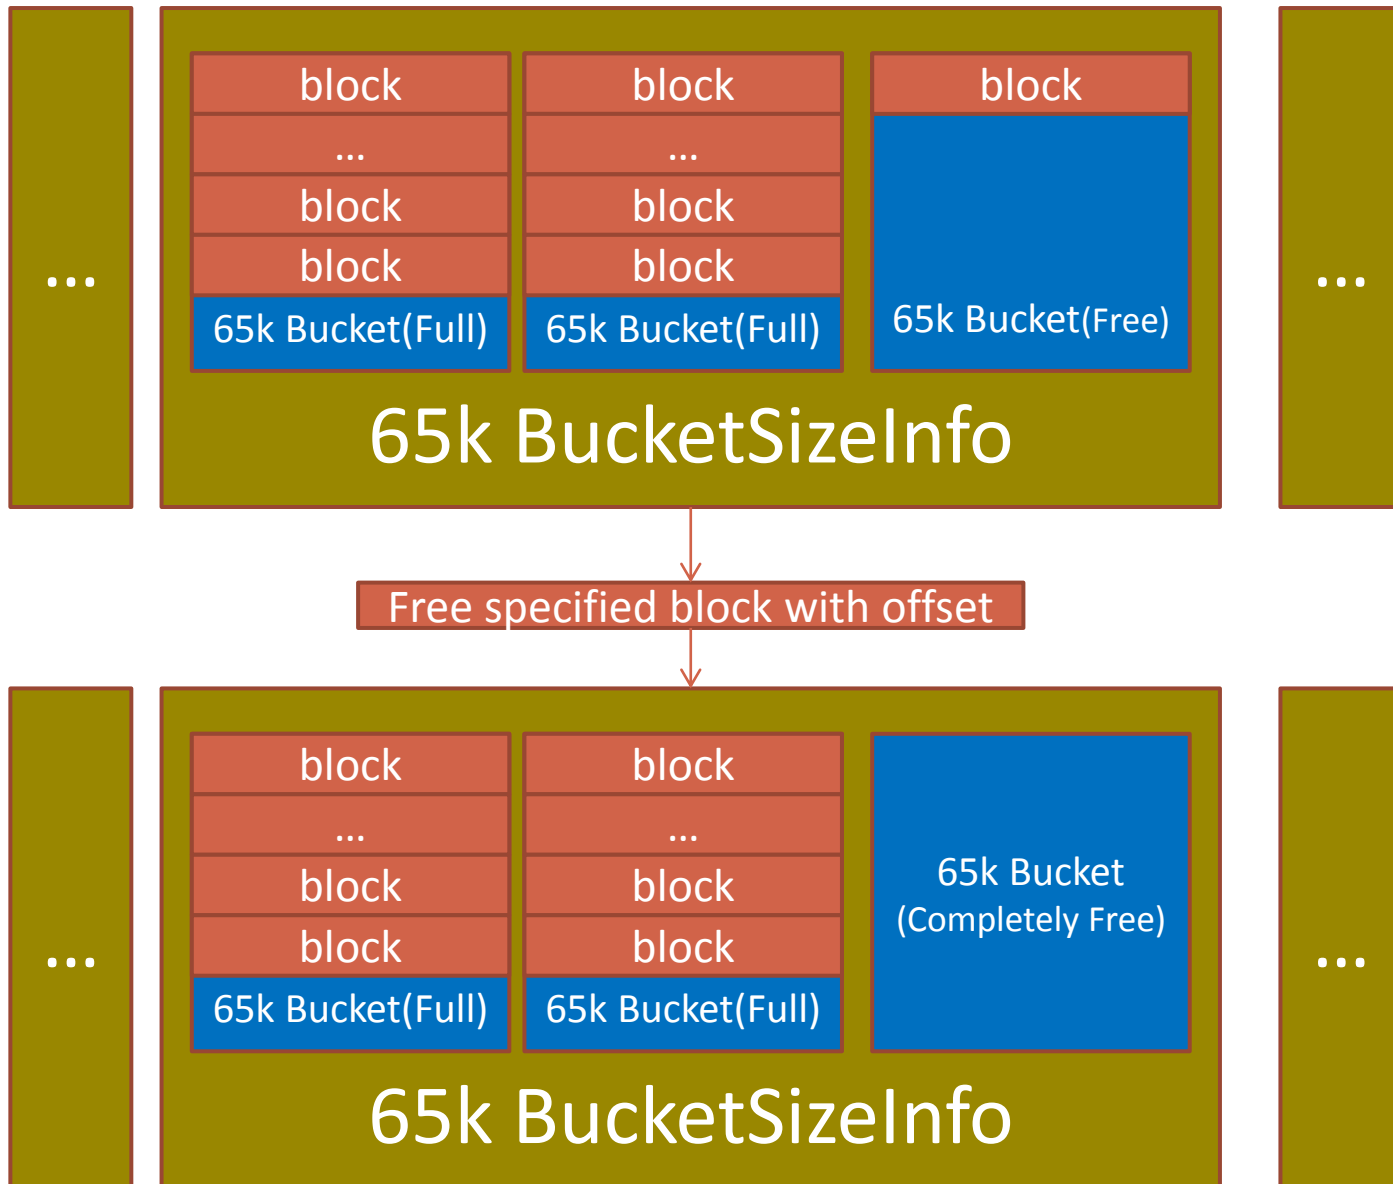 ...
block
...
block
block
65k Bucket(Full)
block
...
block
block
65k Bucket(Full)
block
65k Bucket(Free)
65k BucketSizeInfo
...
Free specified block with offset
...
block
...
block
block
65k Bucket(Full)
block
...
block
block
65k Bucket(Full)
65k Bucket
(Completely Free)
65k BucketSizeInfo
...